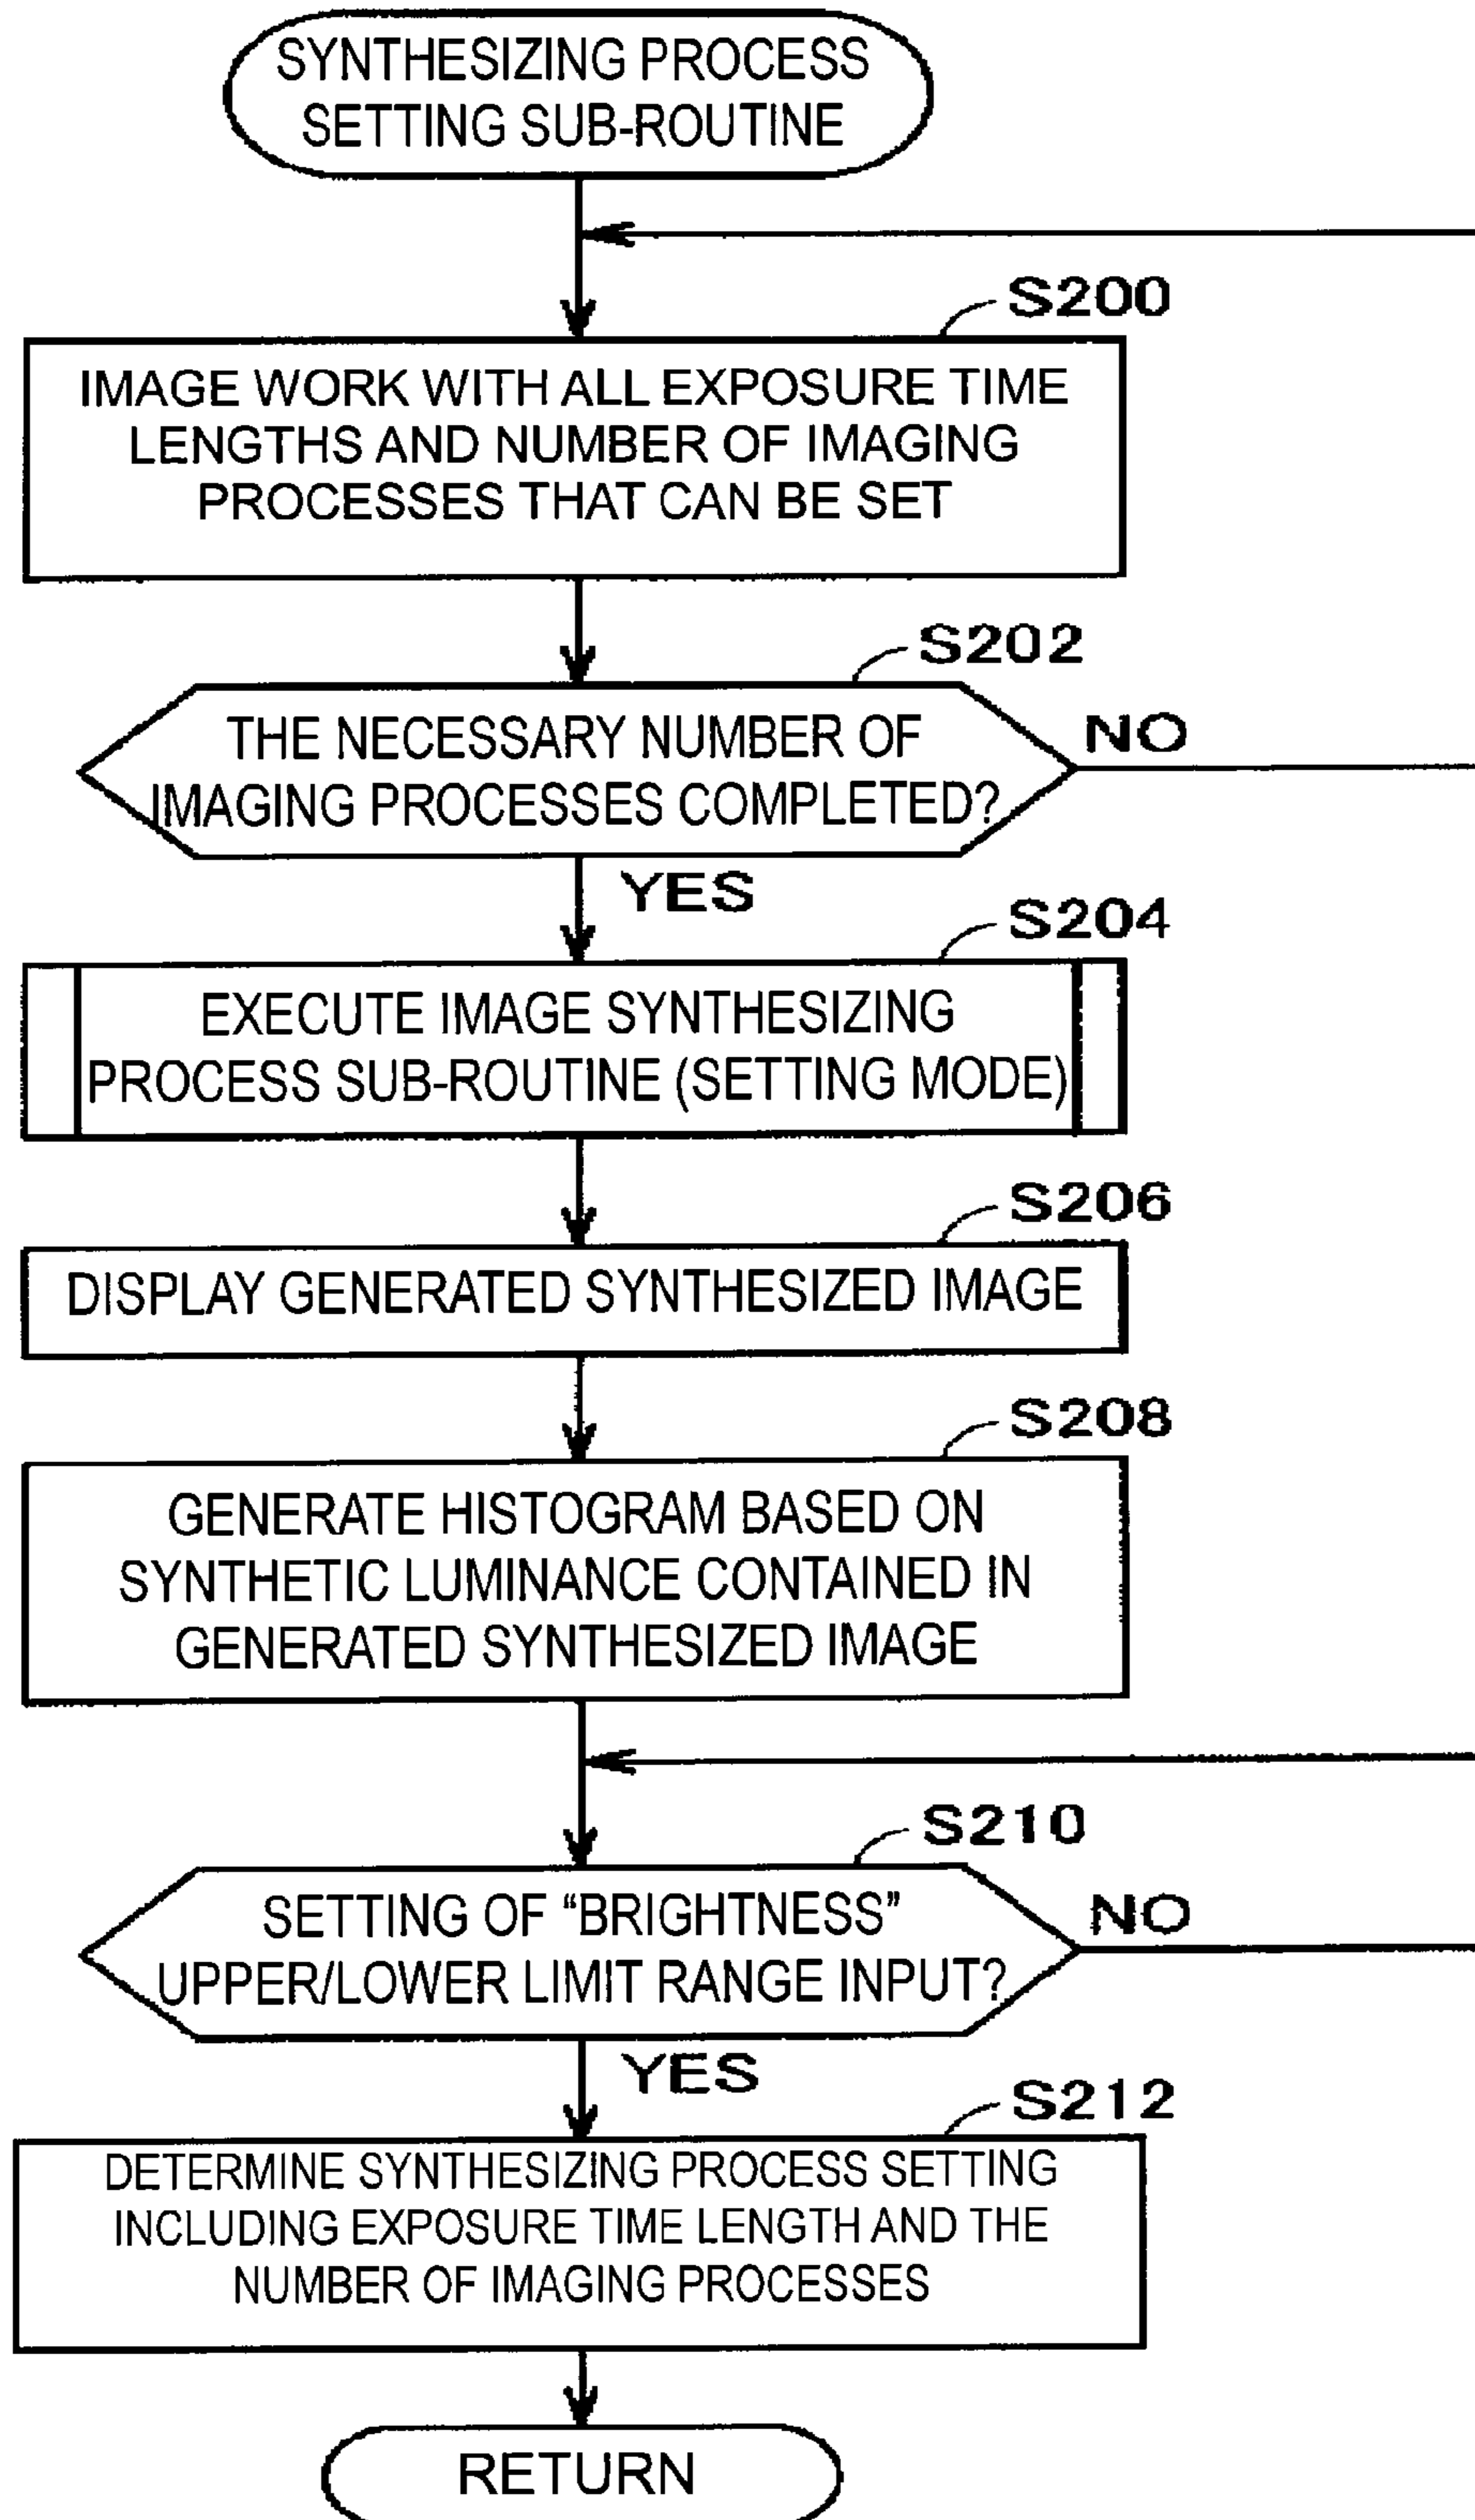 SYNTHESIZING PROCESS
SETTING SUB-ROUTINE
S200
IMAGE WORK WITH ALL EXPOSURE TIME
LENGTHS AND NUMBER OF IMAGING
PROCESSES THAT CAN BE SET
S202
THE NECESSARY NUMBER OF
IMAGING PROCESSES COMPLETED?
NO
YES
S204
EXECUTE IMAGE SYNTHESIZING
PROCESS SUB-ROUTINE (SETTING MODE)
S206
DISPLAY GENERATED SYNTHESIZED IMAGE
S208
GENERATE HISTOGRAM BASED ON
SYNTHETIC LUMINANCE CONTAINED IN
GENERATED SYNTHESIZED IMAGE
S210
SETTING OF “BRIGHTNESS”
UPPER/LOWER LIMIT RANGE INPUT?
NO
YES
S212
DETERMINE SYNTHESIZING PROCESS SETTING
INCLUDING EXPOSURE TIME LENGTH AND THE
NUMBER OF IMAGING PROCESSES
RETURN